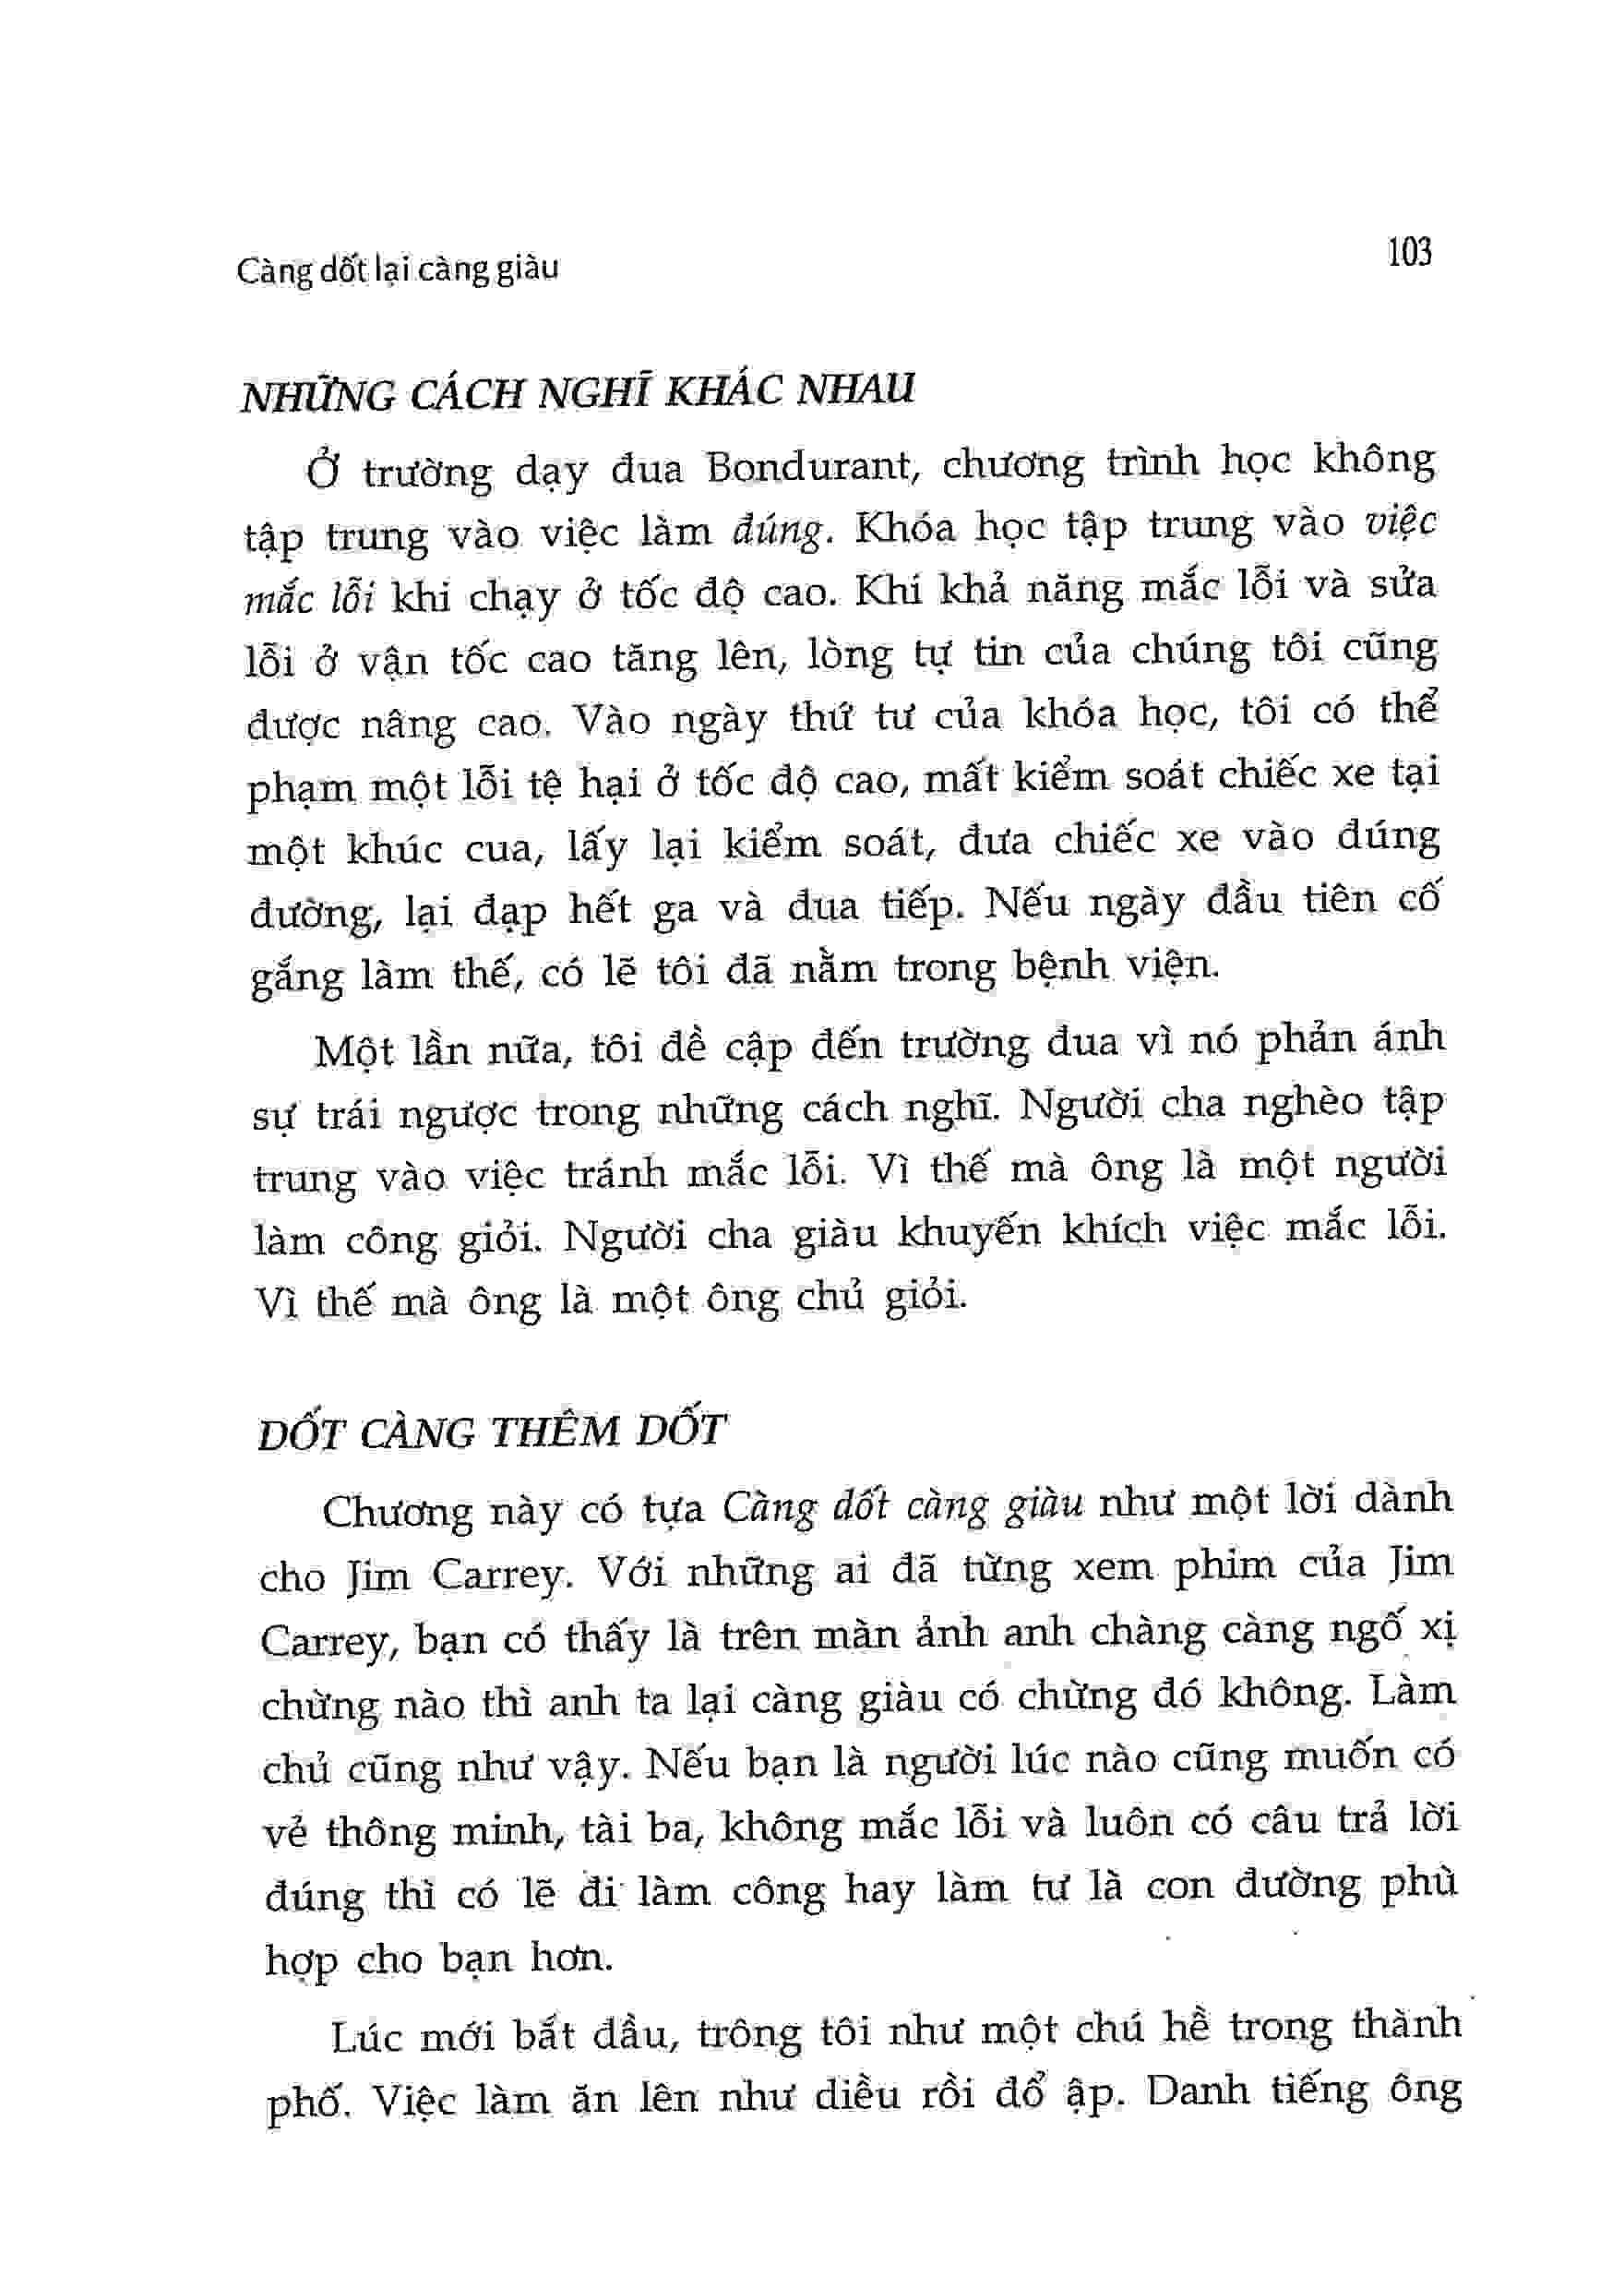 Càng dốt lại càng giàu
103
NHỮNG CÁCH NGHĨ KHÁC NHAU
Ở trường dạy đua Bondurant, chương trình học không
tập trung vào việc làm đúng. Khóa học tập trung vào việc
mắc lỗi khi chạy ở tốc độ cao. Khi khả năng mắc lỗi và sửa
lỗi ở vận tốc cao tăng lên, lòng tự tin của chúng tôi cũng
được nâng cao. Vào ngày thứ tư của khóa học, tôi có thể
phạm một lỗi tệ hại ở tốc độ cao, mất kiểm soát chiếc xe tại
một khúc cua, lấy lại kiểm soát, đưa chiếc xe vào đúng
đường, lại đạp hết ga và đua tiếp. Nếu ngày đầu tiên cố
gắng làm thế, có lẽ tôi đã nằm trong bệnh viện.
Một lần nữa, tôi đề cập đến trường đua vì nó phản ánh
sự trái ngược trong những cách nghĩ. Người cha nghèo tập
trung vào việc tránh mắc lỗi. Vì thế mà ông là một người
làm công giỏi. Người cha giàu khuyến khích việc mắc lỗi.
Vì thế mà ông là một ông chủ giỏi.
DỐT CÀNG THÊM DỐT
Chương này có tựa Càng dốt càng giàu như một lời dành
cho Jim Carrey. Với những ai đã từng xem phim của Jim
Carrey, bạn có thấy là trên màn ảnh anh chàng càng ngố xị
chừng nào thì anh ta lại càng giàu có chừng đó không. Làm
chủ cũng như vậy. Nếu bạn là người lúc nào cũng muốn có
vẻ thông minh, tài ba, không mắc lỗi và luôn có câu trả lời
đúng thì có lẽ đi làm công hay làm tư là con đường phù
hợp cho bạn hơn.
Lúc mới bắt đầu, trông tôi như một chú hề trong thành
phố. Việc làm ăn lên như diều rồi đổ ập. Danh tiếng ông